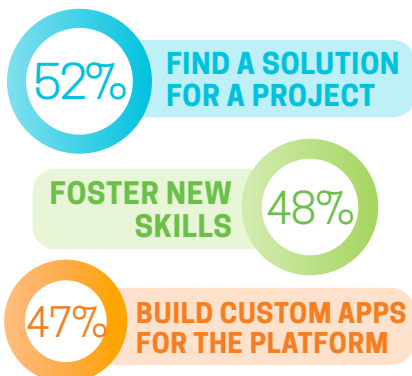 52%
FIND A SOLUTION
FOR A PROJECT
FOSTER NEW
SKILLS
48%
47%
BUILD CUSTOM APPS
FOR THE PLATFORM